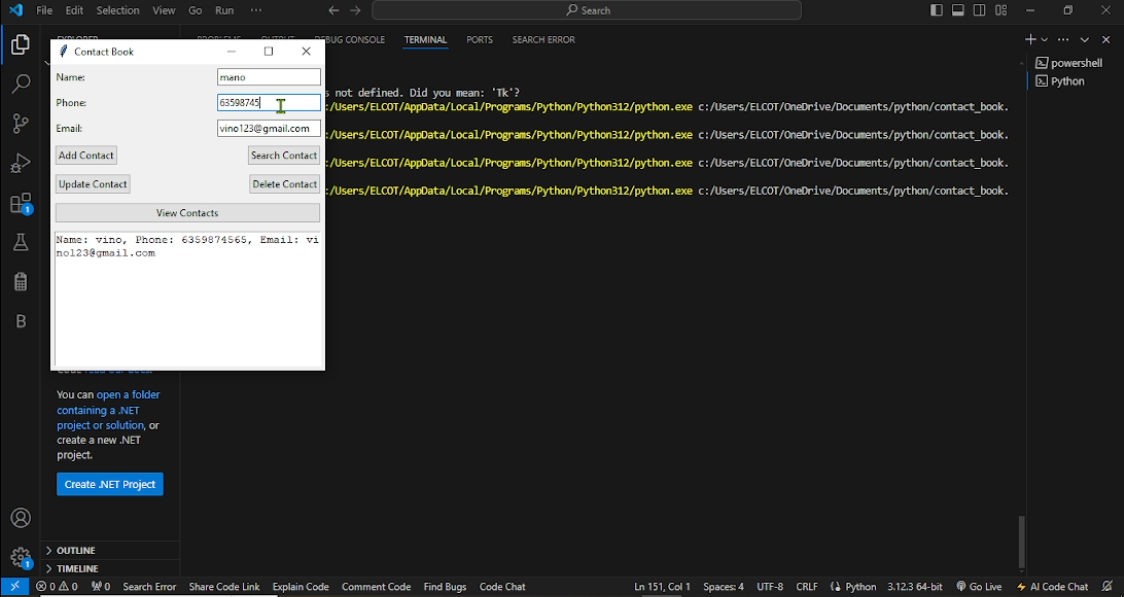 File Edit Selection View Go Run ··· Search
Contact Book
DEBUG CONSOLE TERMINAL PORTS SEARCH ERROR
Name: mano
Phone: 63598745
Email: vino123@gmail.com
Add Contact Search Contact
Update Contact Delete Contact
View Contacts
Name: vino, Phone: 6359874565, Email: vi
no123@gmail.com
s not defined. Did you mean: 'Tk'?
:/Users/ELCOT/AppData/Local/Programs/Python/Python312/python.exe c:/Users/ELCOT/OneDrive/Documents/python/contact_book.
:/Users/ELCOT/AppData/Local/Programs/Python/Python312/python.exe c:/Users/ELCOT/OneDrive/Documents/python/contact_book.
:/Users/ELCOT/AppData/Local/Programs/Python/Python312/python.exe c:/Users/ELCOT/OneDrive/Documents/python/contact_book.
:/Users/ELCOT/AppData/Local/Programs/Python/Python312/python.exe c:/Users/ELCOT/OneDrive/Documents/python/contact_book.
powershell
Python
You can open a folder
containing a .NET
project or solution, or
create a new .NET
project.
Create .NET Project
OUTLINE
TIMELINE
0 0 0 Search Error Share Code Link Explain Code Comment Code Find Bugs Code Chat Ln 151, Col 1 Spaces: 4 UTF-8 CRLF Python 3.12.3 64-bit Go Live AI Code Chat